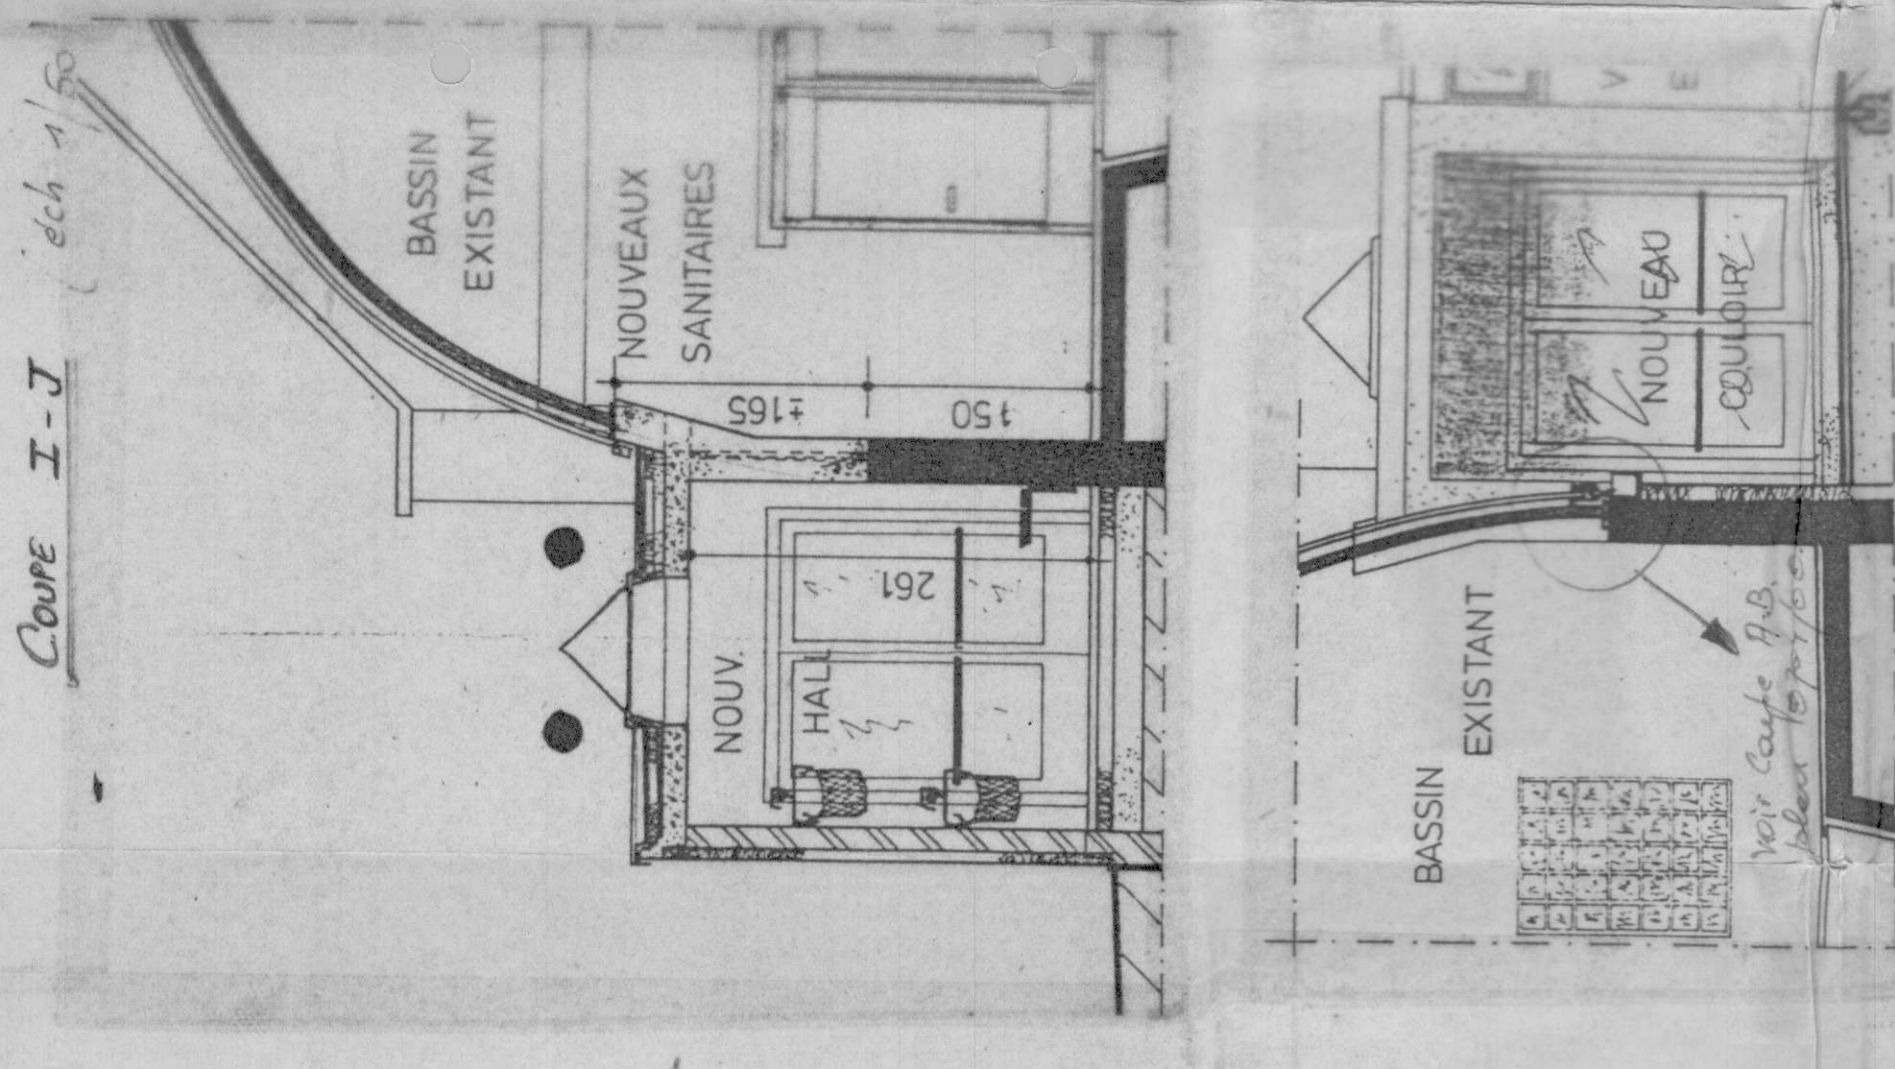 COUPE I-J ( éch 1/50
BASSIN
EXISTANT
NOUVEAUX
SANITAIRES
±165
150
261
NOUV.
HALL
V
E
NOUVEAU
COULOIR
BASSIN
EXISTANT
voir Coupe A.B.
plan